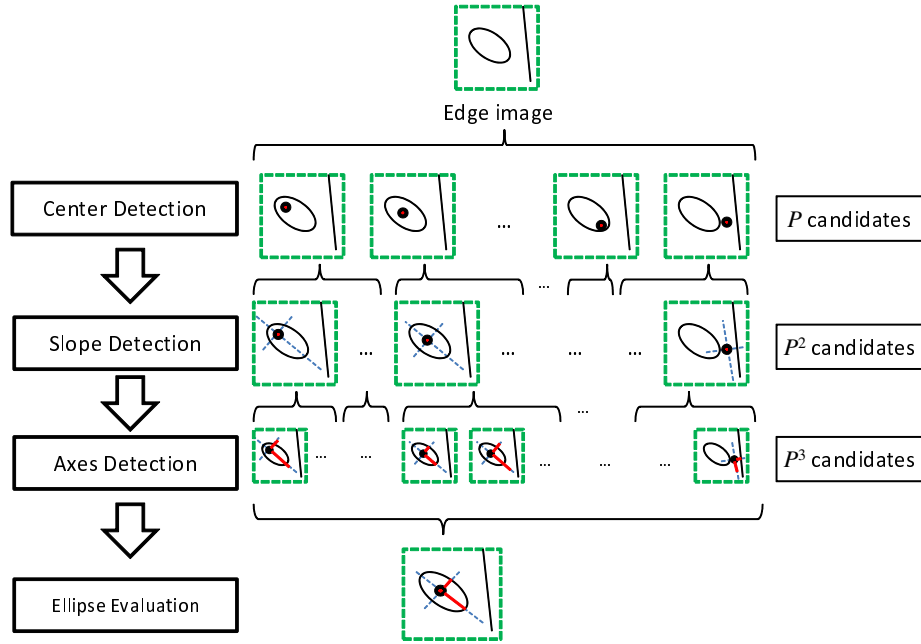 Edge image
Center Detection
...
P candidates
...
Slope Detection
... ... ... ...
P² candidates
...
Axes Detection
... ... ... ... ...
P³ candidates
Ellipse Evaluation